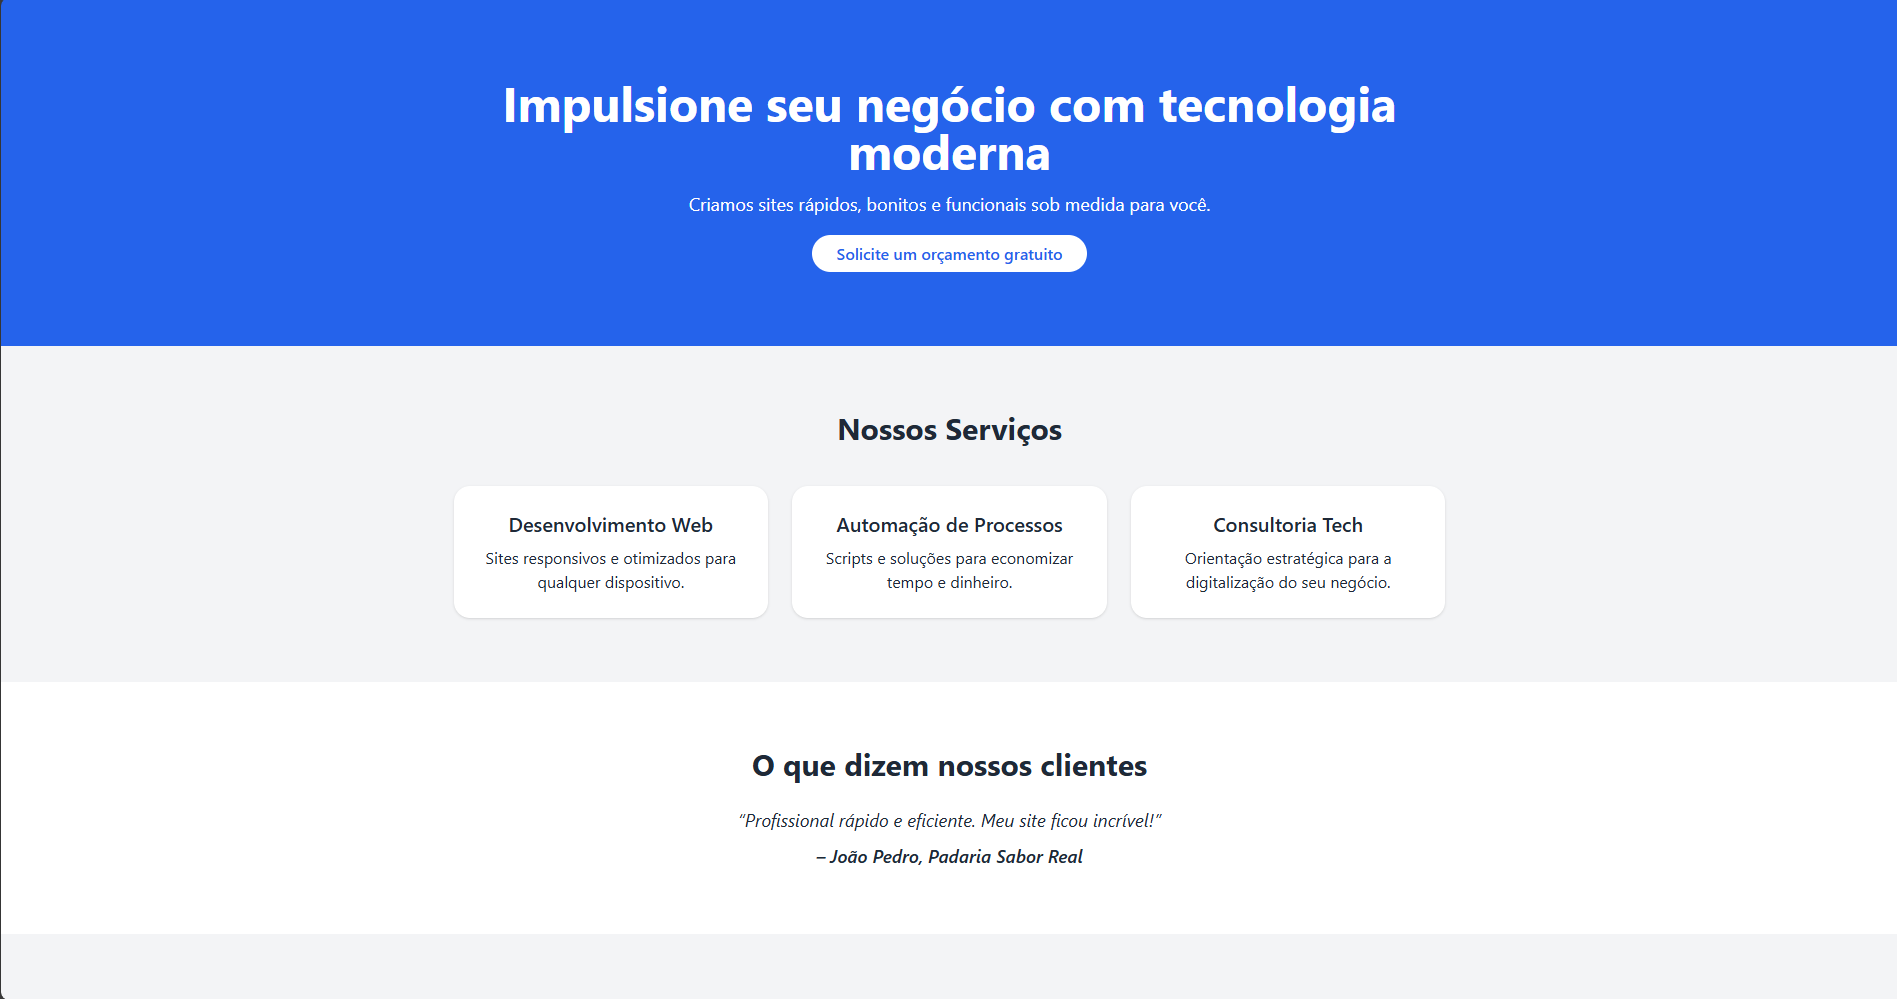 Impulsione seu negócio com tecnologia
moderna
Criamos sites rápidos, bonitos e funcionais sob medida para você.
Solicite um orçamento gratuito
Nossos Serviços
Desenvolvimento Web
Sites responsivos e otimizados para
qualquer dispositivo.
Automação de Processos
Scripts e soluções para economizar
tempo e dinheiro.
Consultoria Tech
Orientação estratégica para a
digitalização do seu negócio.
O que dizem nossos clientes
“Profissional rápido e eficiente. Meu site ficou incrível!”
– João Pedro, Padaria Sabor Real